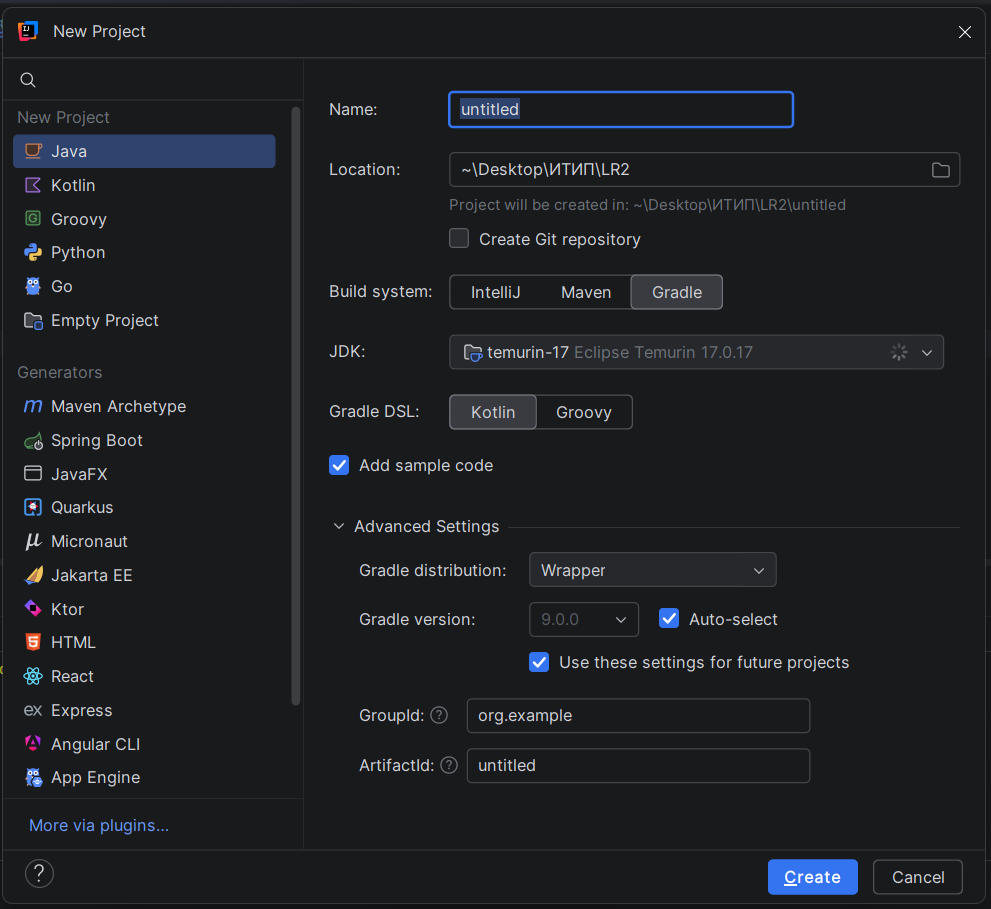 New Project
New Project
Java
Kotlin
Groovy
Python
Go
Empty Project
Generators
Maven Archetype
Spring Boot
JavaFX
Quarkus
Micronaut
Jakarta EE
Ktor
HTML
React
Express
Angular CLI
App Engine
More via plugins...
Name: untitled
Location: ~\Desktop\ИТИП\LR2
Project will be created in: ~\Desktop\ИТИП\LR2\untitled
Create Git repository
Build system: IntelliJ Maven Gradle
JDK: temurin-17 Eclipse Temurin 17.0.17
Gradle DSL: Kotlin Groovy
Add sample code
Advanced Settings
Gradle distribution: Wrapper
Gradle version: 9.0.0 Auto-select
Use these settings for future projects
GroupId: ? org.example
ArtifactId: ? untitled
? Create Cancel